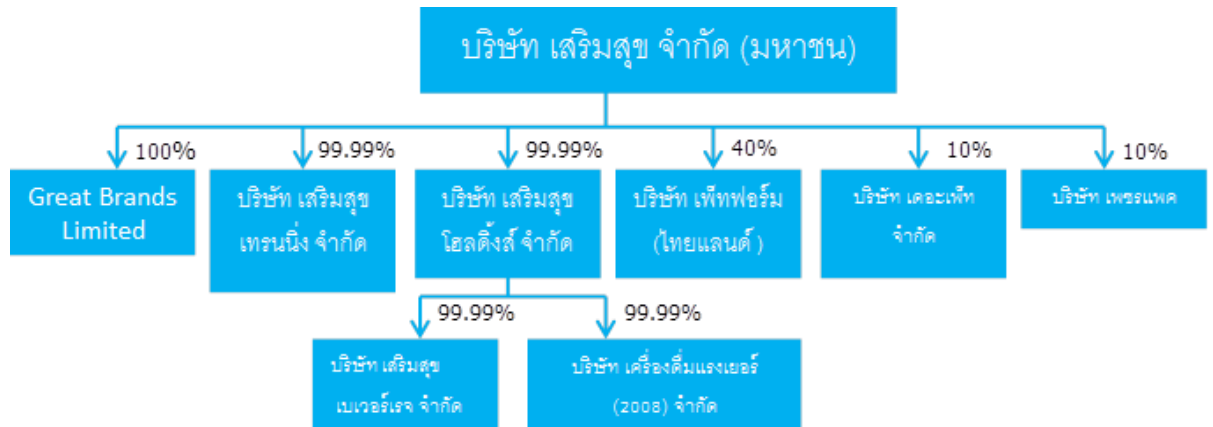 บริษัท เสริมสุข จำกัด (มหาชน)
100%
99.99%
99.99%
40%
10%
10%
Great Brands
Limited
บริษัท เสริมสุข
เทรนนิ่ง จำกัด
บริษัท เสริมสุข
โฮลดิ้งส์ จำกัด
บริษัท เพ็ทฟอร์ม
(ไทยแลนด์ )
บริษัท เดอะเพ็ท
จำกัด
บริษัท เพชรแพค
99.99%
99.99%
บริษัท เสริมสุข
เบเวอร์เรจ จำกัด
บริษัท เครื่องดื่มแรงเยอร์
(2008) จำกัด